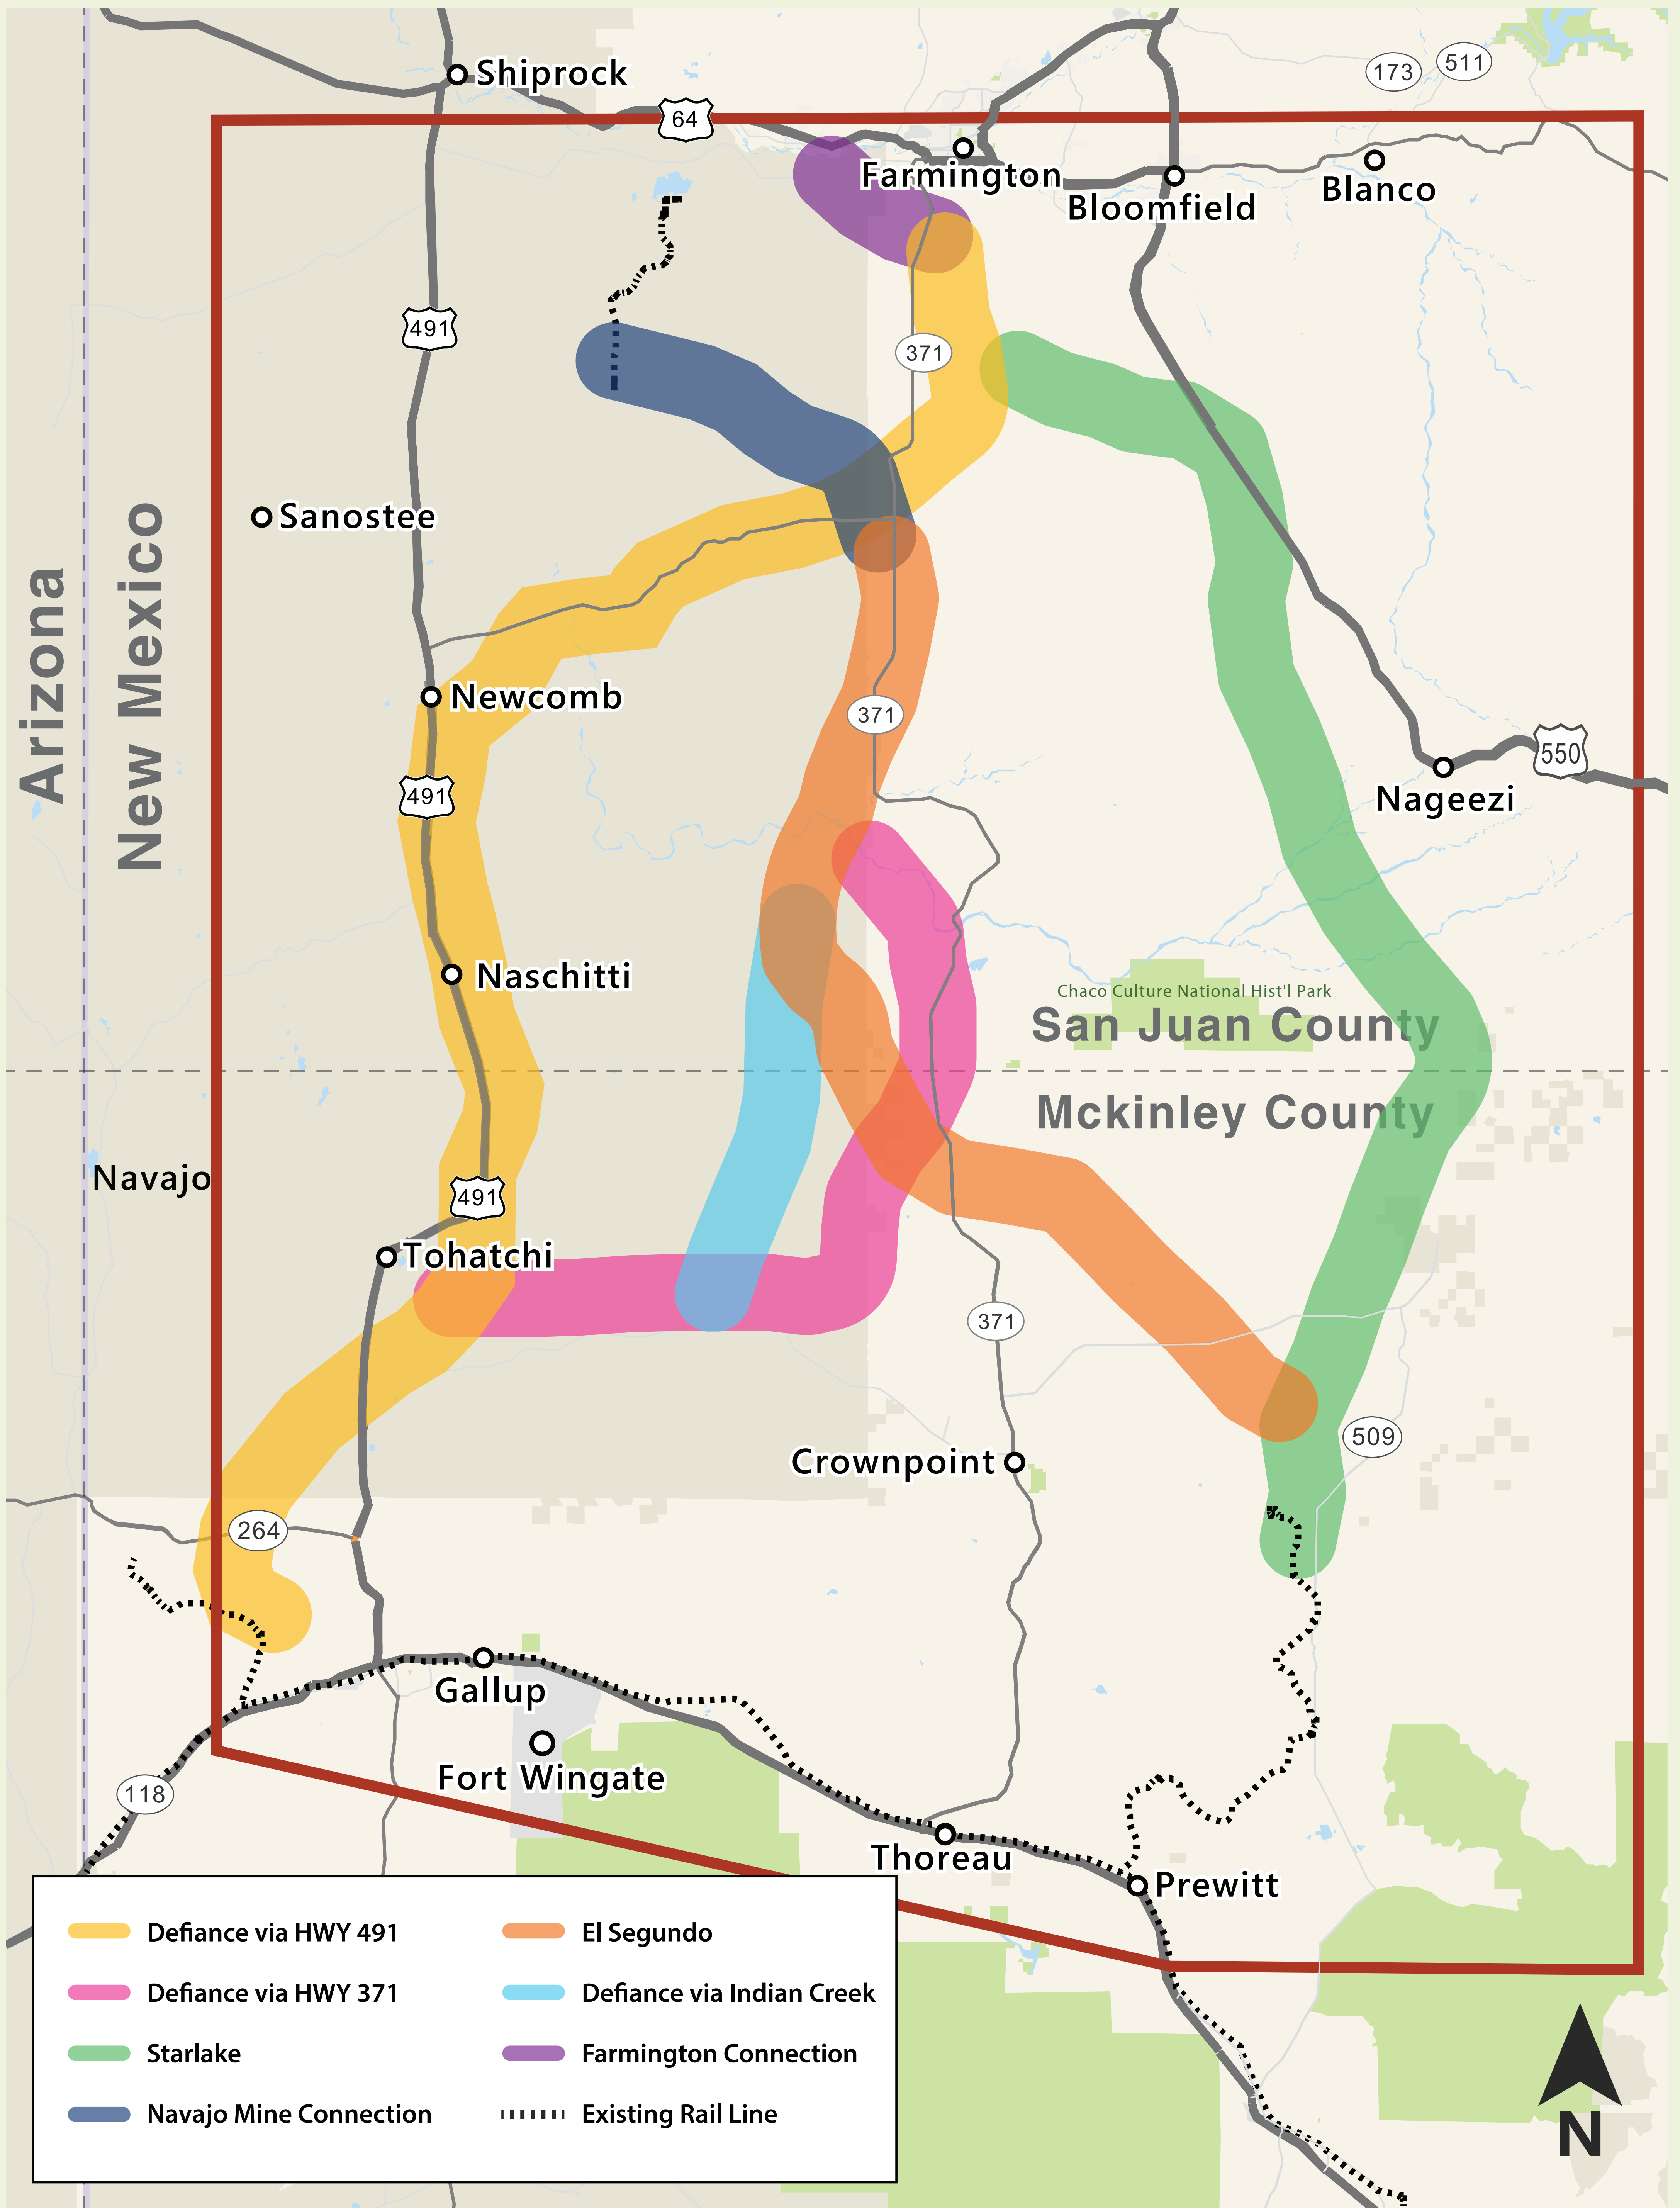 Shiprock
173
511
64
Farmington
Blanco
Bloomfield
491
371
Sanostee
Arizona
New Mexico
Newcomb
371
550
491
Nageezi
Naschitti
Chaco Culture National Hist'l Park
San Juan County
Mckinley County
Navajo
491
Tohatchi
371
509
Crownpoint
264
Gallup
Fort Wingate
118
Thoreau
Prewitt
Defiance via HWY 491
Defiance via HWY 371
Starlake
Navajo Mine Connection
El Segundo
Defiance via Indian Creek
Farmington Connection
Existing Rail Line
N